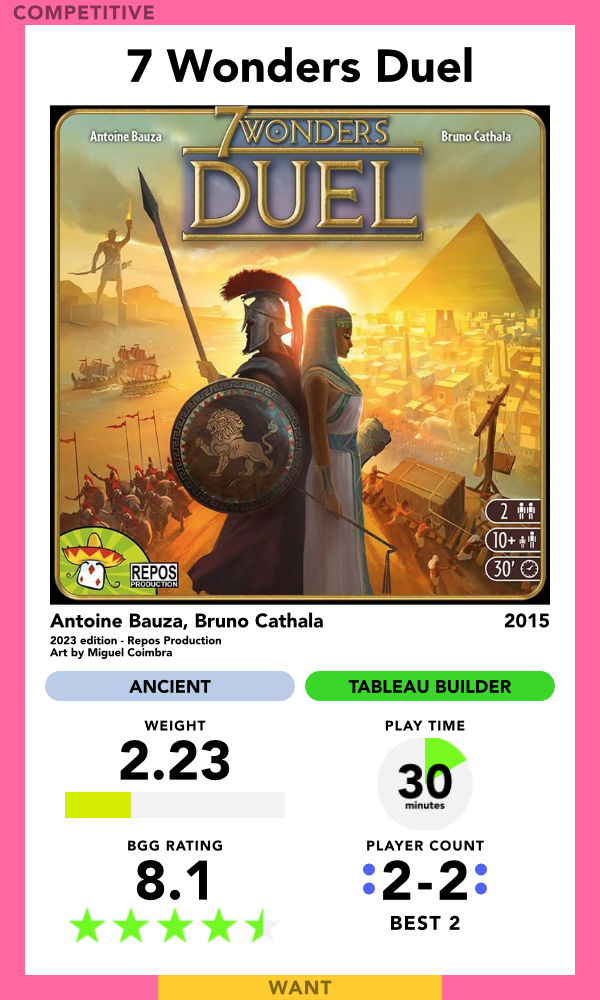 COMPETITIVE
7 Wonders Duel
Antoine Bauza
7 WONDERS
DUEL
Bruno Cathala
2
10+
30'
REPOS
PRODUCTION
Antoine Bauza, Bruno Cathala
2015
2023 edition - Repos Production
Art by Miguel Coimbra
ANCIENT
TABLEAU BUILDER
WEIGHT
2.23
PLAY TIME
30
minutes
BGG RATING
8.1
PLAYER COUNT
2-2
BEST 2
WANT